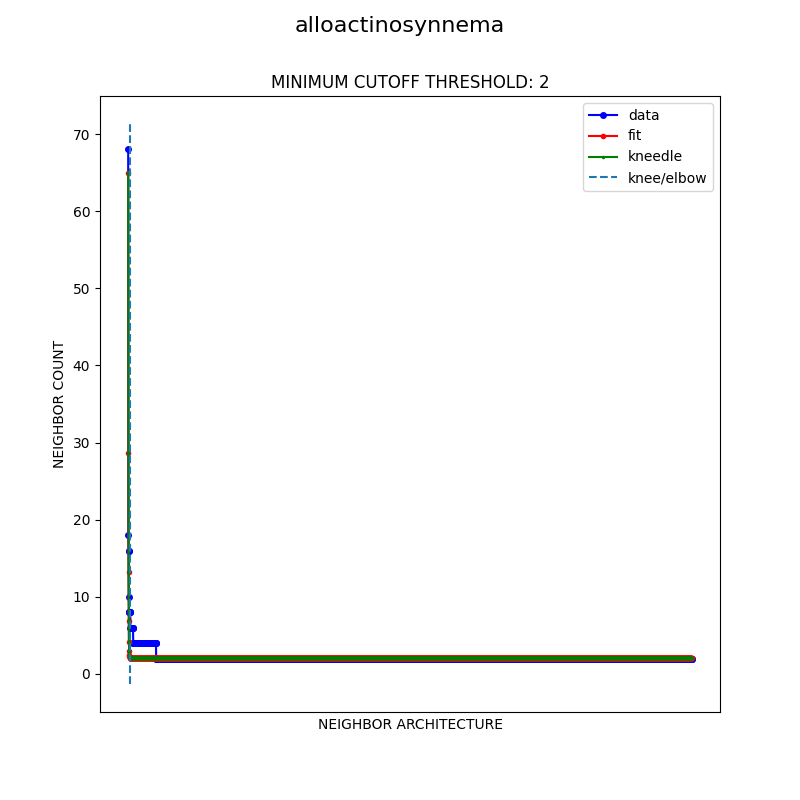 alloactinosynnema
MINIMUM CUTOFF THRESHOLD: 2
data
fit
kneedle
knee/elbow
70
60
50
40
30
20
10
0
NEIGHBOR COUNT
NEIGHBOR ARCHITECTURE